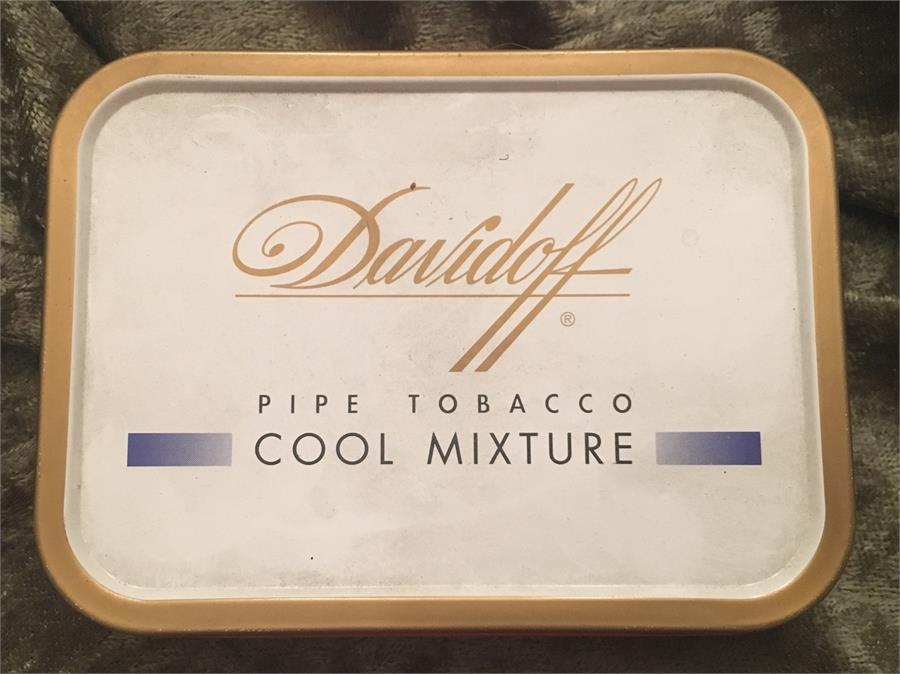 Davidoff
®
PIPE TOBACCO
COOL MIXTURE